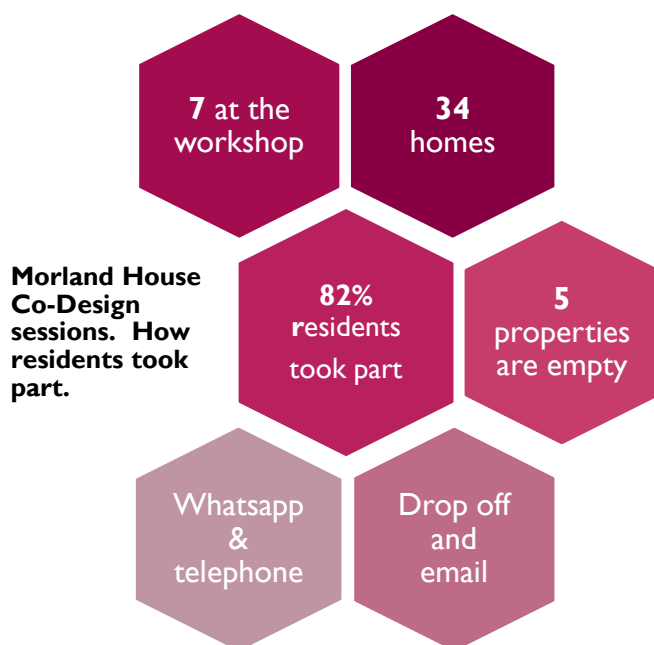 7 at the
workshop
34
homes
Morland House
Co-Design
sessions. How
residents took
part.
82%
residents
took part
5
properties
are empty
Whatsapp
&
telephone
Drop off
and
email